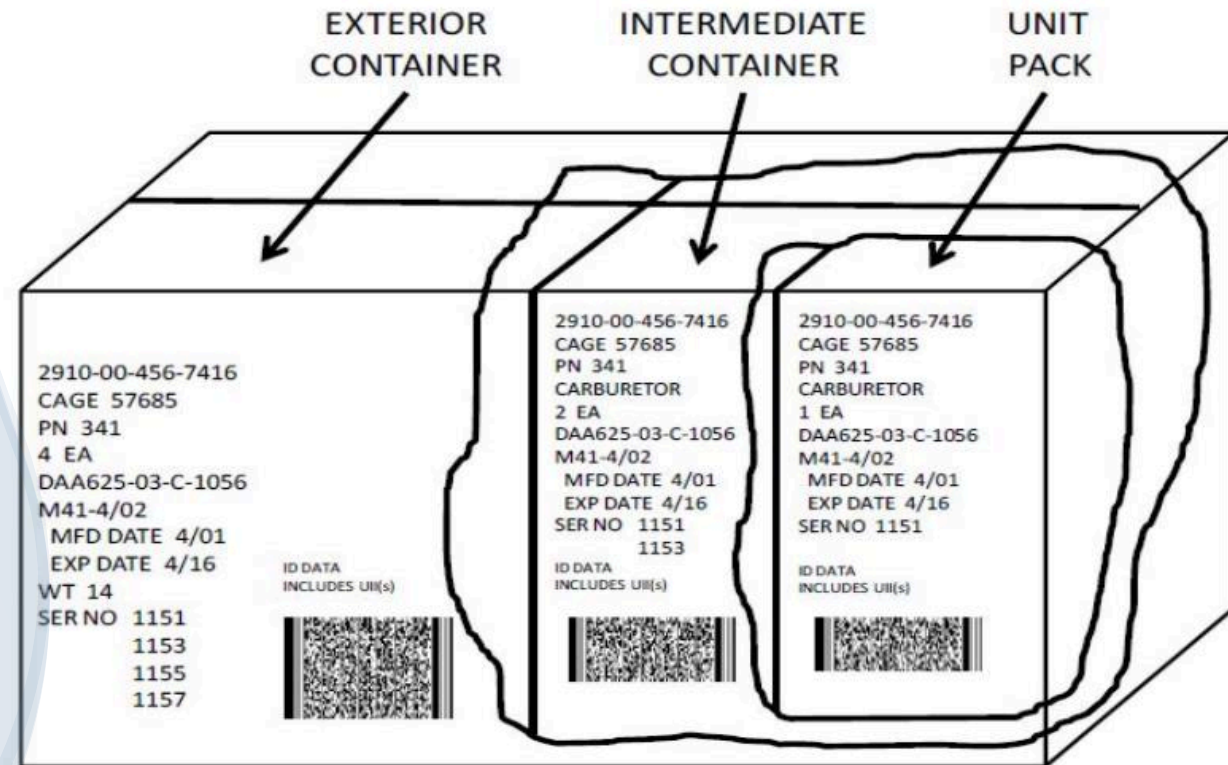 EXTERIOR
CONTAINER
INTERMEDIATE
CONTAINER
UNIT
PACK
2910-00-456-7416
CAGE 57685
PN 341
4 EA
DAA625-03-C-1056
M41-4/02
MFD DATE 4/01
EXP DATE 4/16
WT 14
SER NO 1151
1153
1155
1157
ID DATA
INCLUDES UII(s)
2910-00-456-7416
CAGE 57685
PN 341
CARBURETOR
2 EA
DAA625-03-C-1056
M41-4/02
MFD DATE 4/01
EXP DATE 4/16
SER NO 1151
1153
ID DATA
INCLUDES UII(s)
2910-00-456-7416
CAGE 57685
PN 341
CARBURETOR
1 EA
DAA625-03-C-1056
M41-4/02
MFD DATE 4/01
EXP DATE 4/16
SER NO 1151
ID DATA
INCLUDES UII(s)